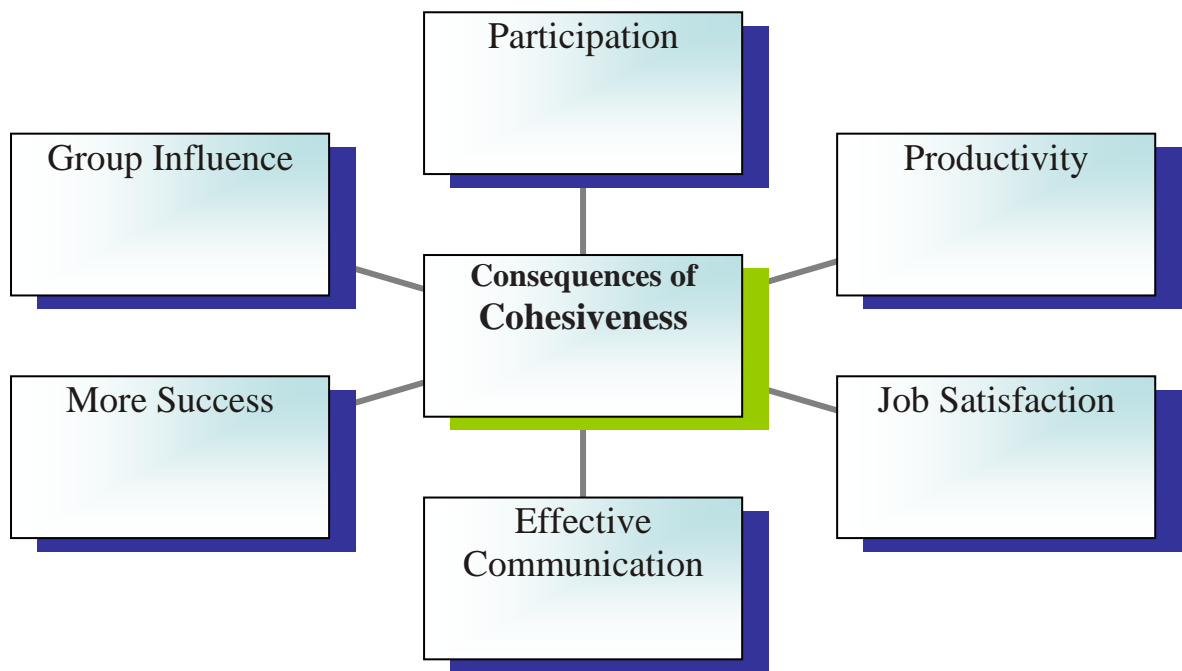 Participation
Group Influence
Productivity
Consequences of
Cohesiveness
More Success
Job Satisfaction
Effective
Communication